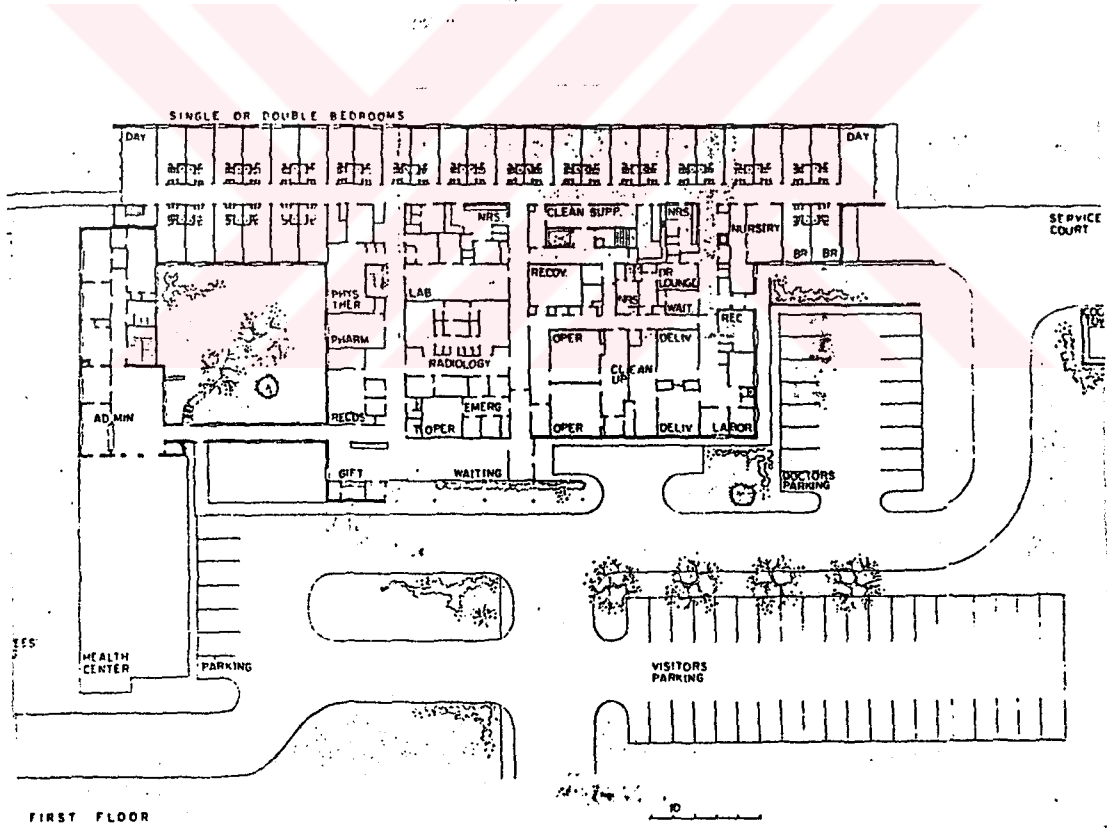 SINGLE OR DOUBLE BEDROOMS
DAY
DAY
NRS.
CLEAN SUPP.
NRS.
NURSERY
SERVICE
COURT
BR
BR
PHYS
THER
LAB
RECOV.
NRS
DR
LOUNGE
WAIT
REC
PHARM
RADIOLOGY
OPER
DELIV
CLEAN
UP
ADMIN
RECDS
OPER
EMERG
OPER
DELIV
LABOR
GIFT
WAITING
DOCTORS
PARKING
HEALTH
CENTER
PARKING
VISITORS
PARKING
FIRST FLOOR
10